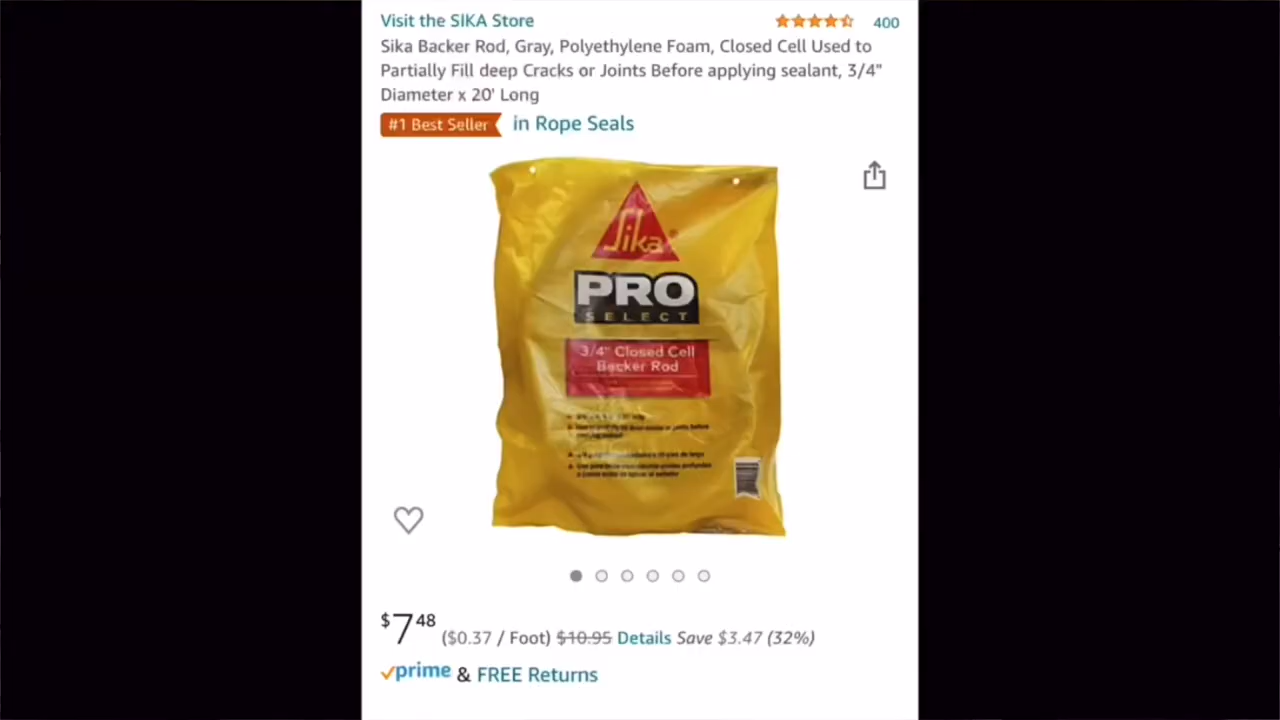 Visit the SIKA Store
400
Sika Backer Rod, Gray, Polyethylene Foam, Closed Cell Used to
Partially Fill deep Cracks or Joints Before applying sealant, 3/4"
Diameter x 20' Long
#1 Best Seller in Rope Seals
Sika
PRO
SELECT
3/4" Closed Cell
Backer Rod
$7 48 ($0.37 / Foot) $10.95 Details Save $3.47 (32%)
prime & FREE Returns